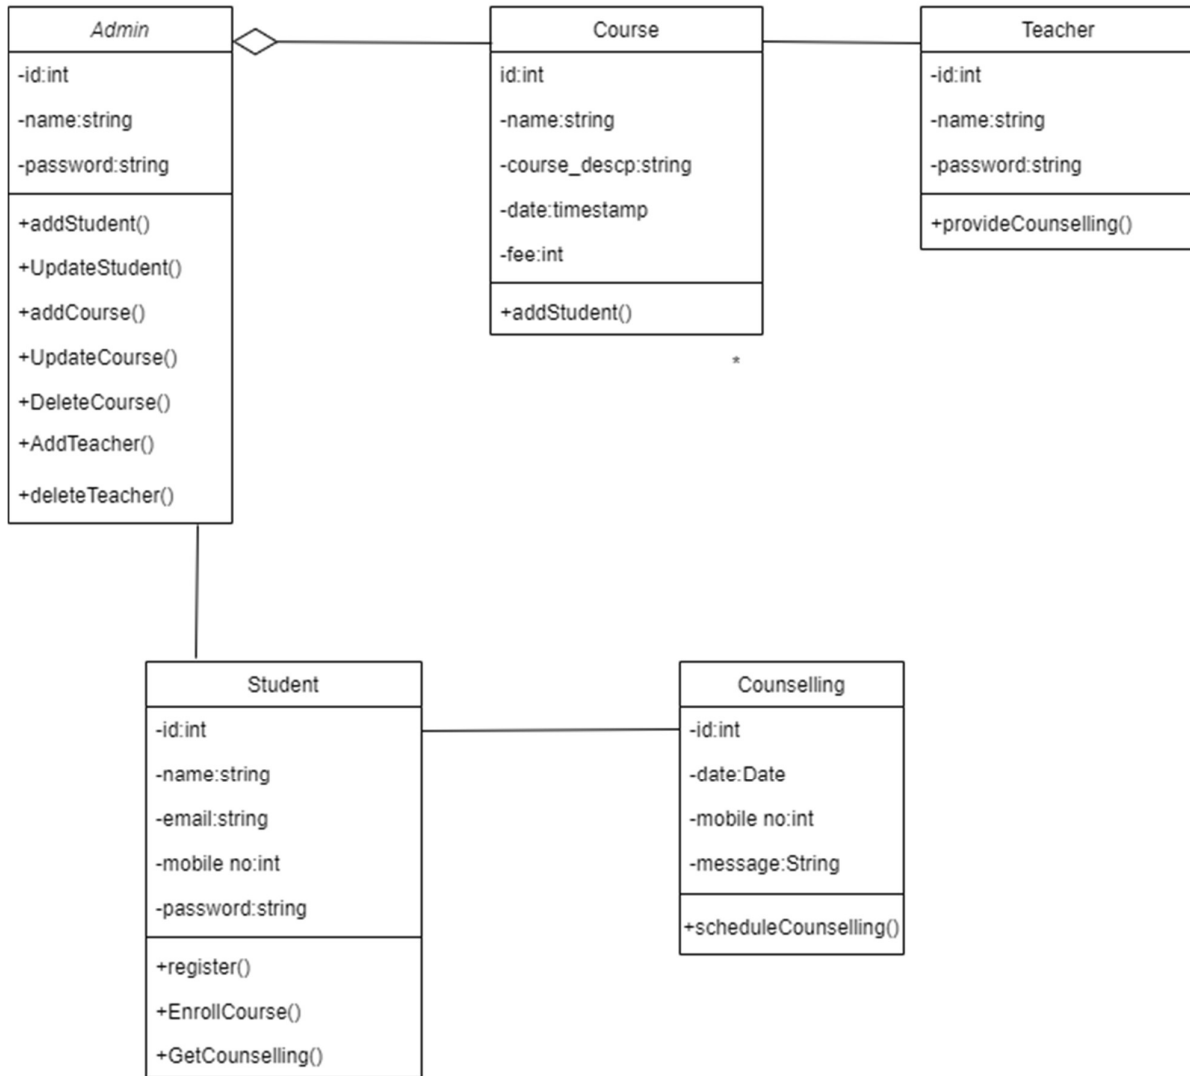 Admin
-id:int
-name:string
-password:string
+addStudent()
+UpdateStudent()
+addCourse()
+UpdateCourse()
+DeleteCourse()
+AddTeacher()
+deleteTeacher()
Course
id:int
-name:string
-course_descp:string
-date:timestamp
-fee:int
+addStudent()
*
Teacher
-id:int
-name:string
-password:string
+provideCounselling()
Student
-id:int
-name:string
-email:string
-mobile no:int
-password:string
+register()
+EnrollCourse()
+GetCounselling()
Counselling
-id:int
-date:Date
-mobile no:int
-message:String
+scheduleCounselling()